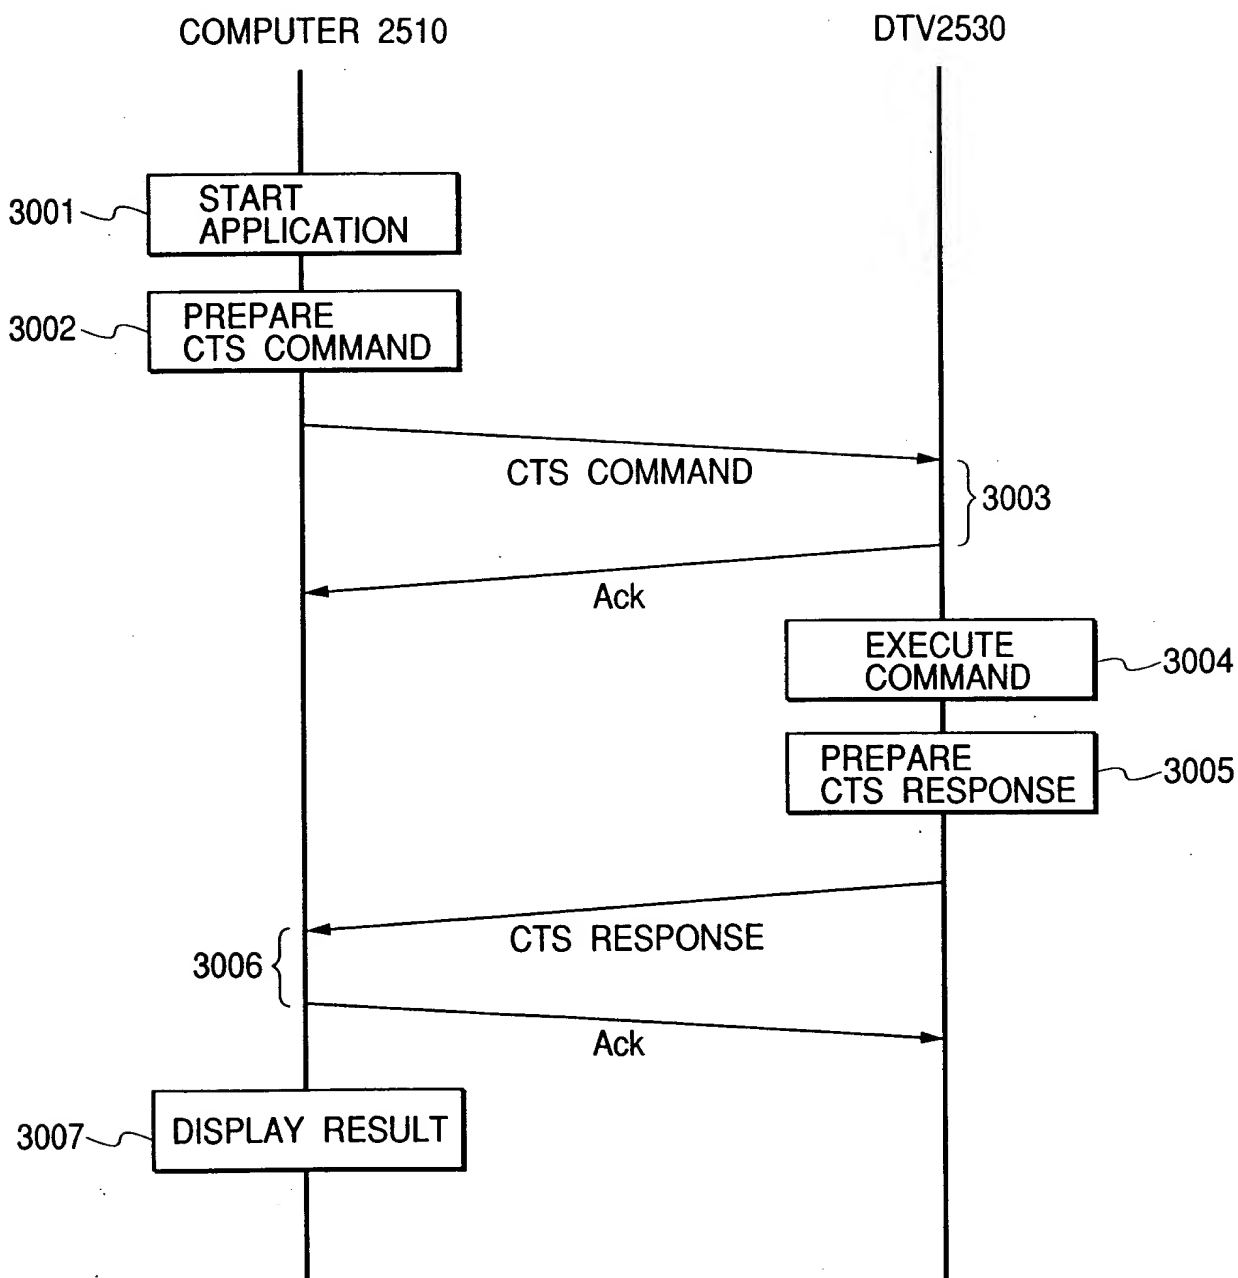 COMPUTER 2510
DTV2530
3001
START
APPLICATION
3002
PREPARE
CTS COMMAND
CTS COMMAND
3003
Ack
EXECUTE
COMMAND
3004
PREPARE
CTS RESPONSE
3005
CTS RESPONSE
3006
Ack
3007
DISPLAY RESULT